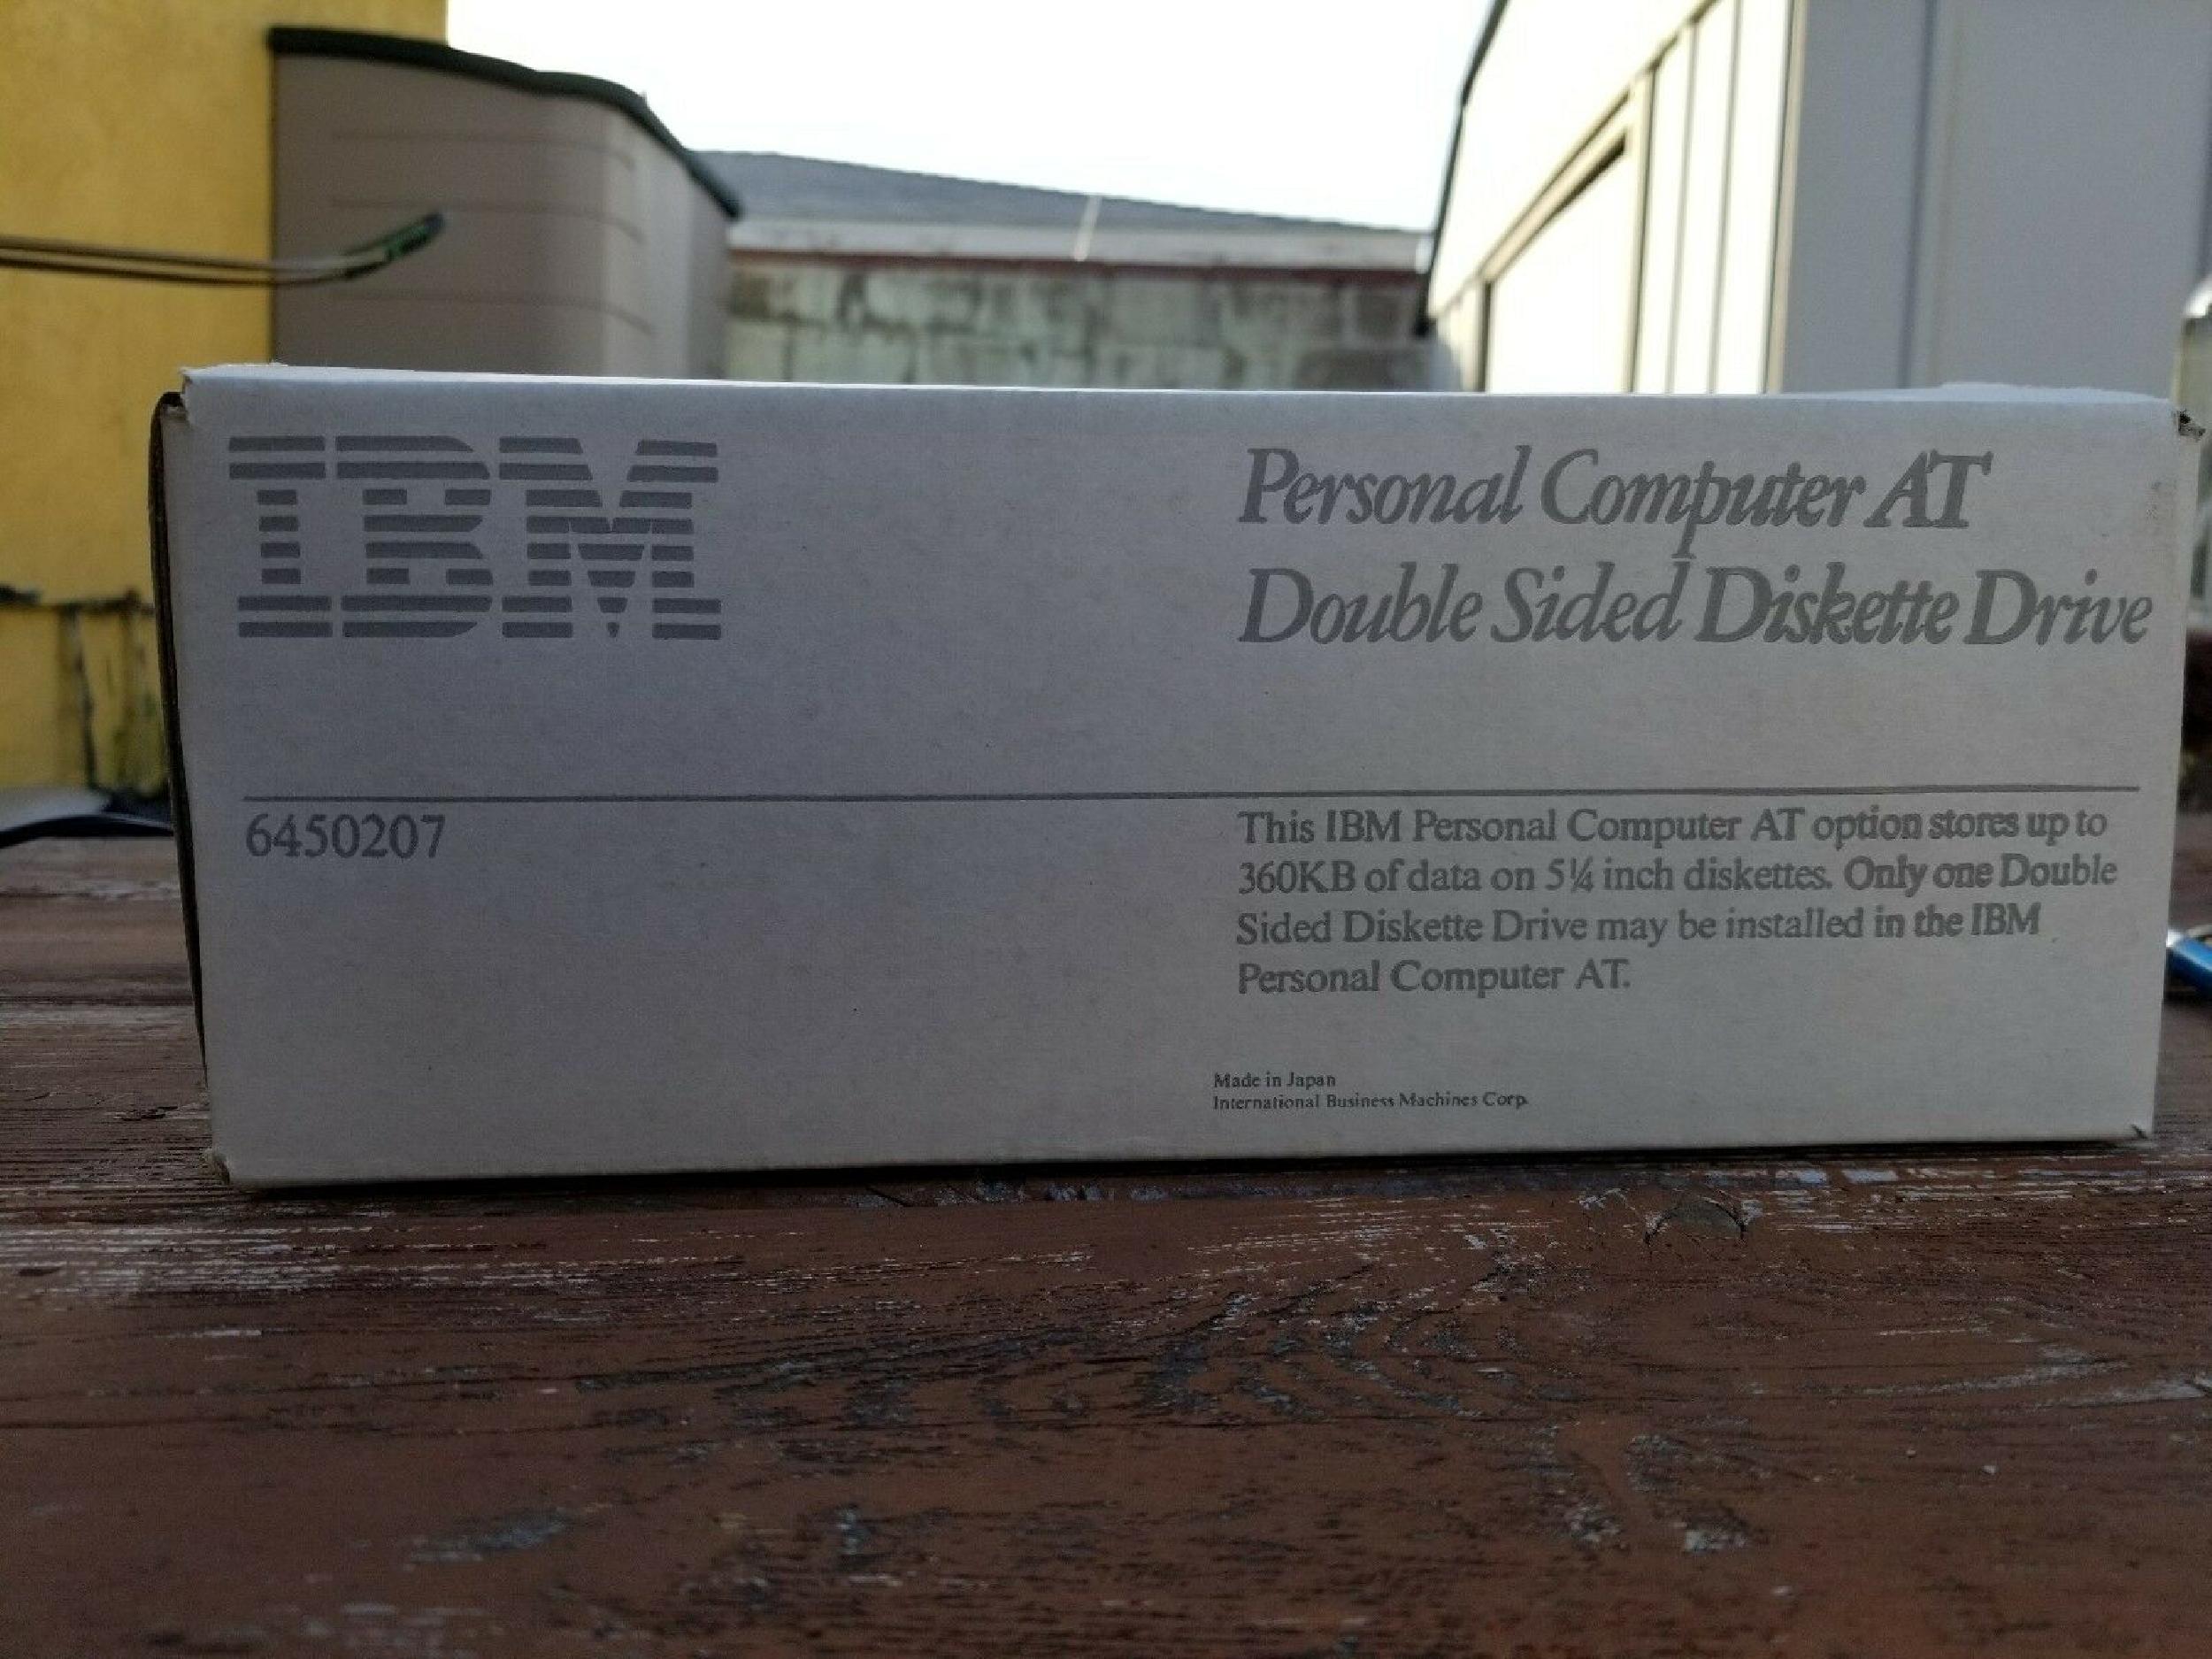 IBM
Personal Computer AT
Double Sided Diskette Drive
6450207
This IBM Personal Computer AT option stores up to
360KB of data on 5¼ inch diskettes. Only one Double
Sided Diskette Drive may be installed in the IBM
Personal Computer AT.
Made in Japan
International Business Machines Corp.